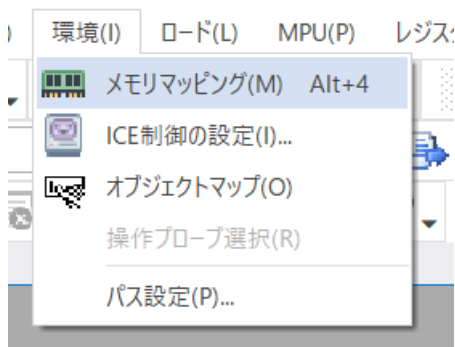 環境(I) ロード(L) MPU(P) レジス
メモリマッピング(M) Alt+4
ICE制御の設定(I)...
オブジェクトマップ(O)
操作プローブ選択(R)
パス設定(P)...